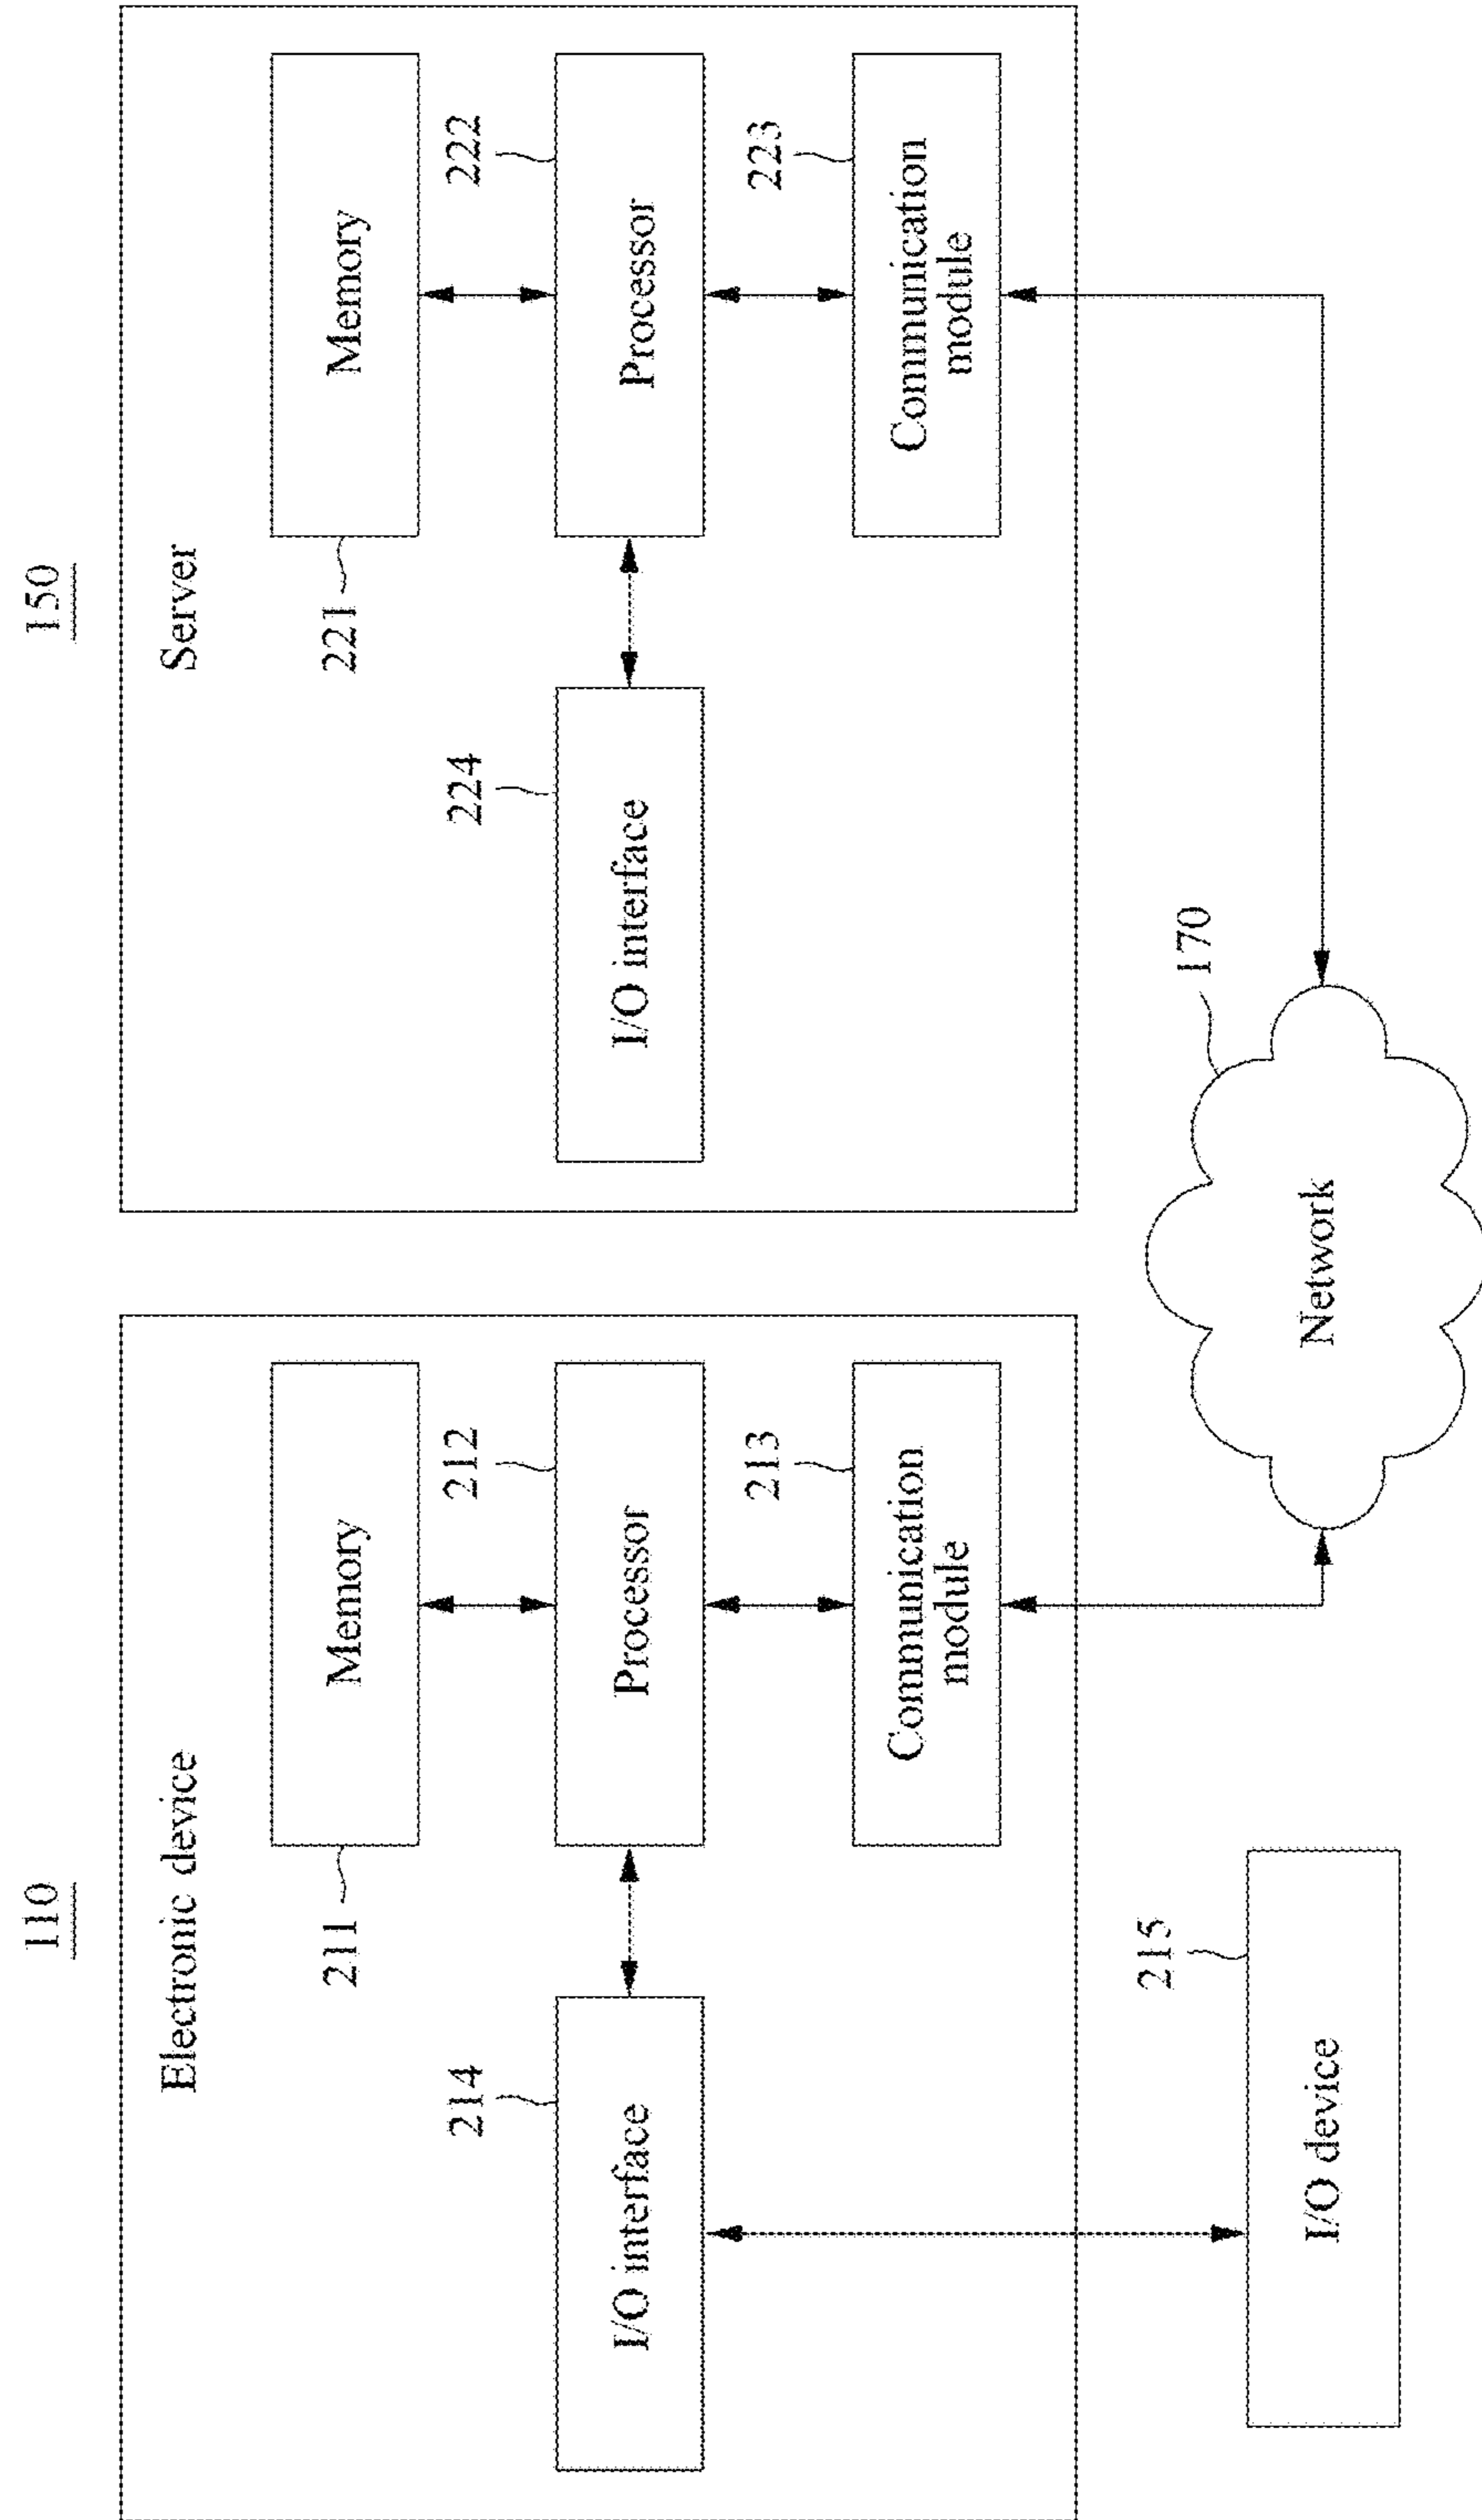 110
Electronic device
211
Memory
212
214
I/O interface
Processor
213
Communication
module
215
I/O device
150
Server
221
Memory
222
224
I/O interface
Processor
223
Communication
module
170
Network